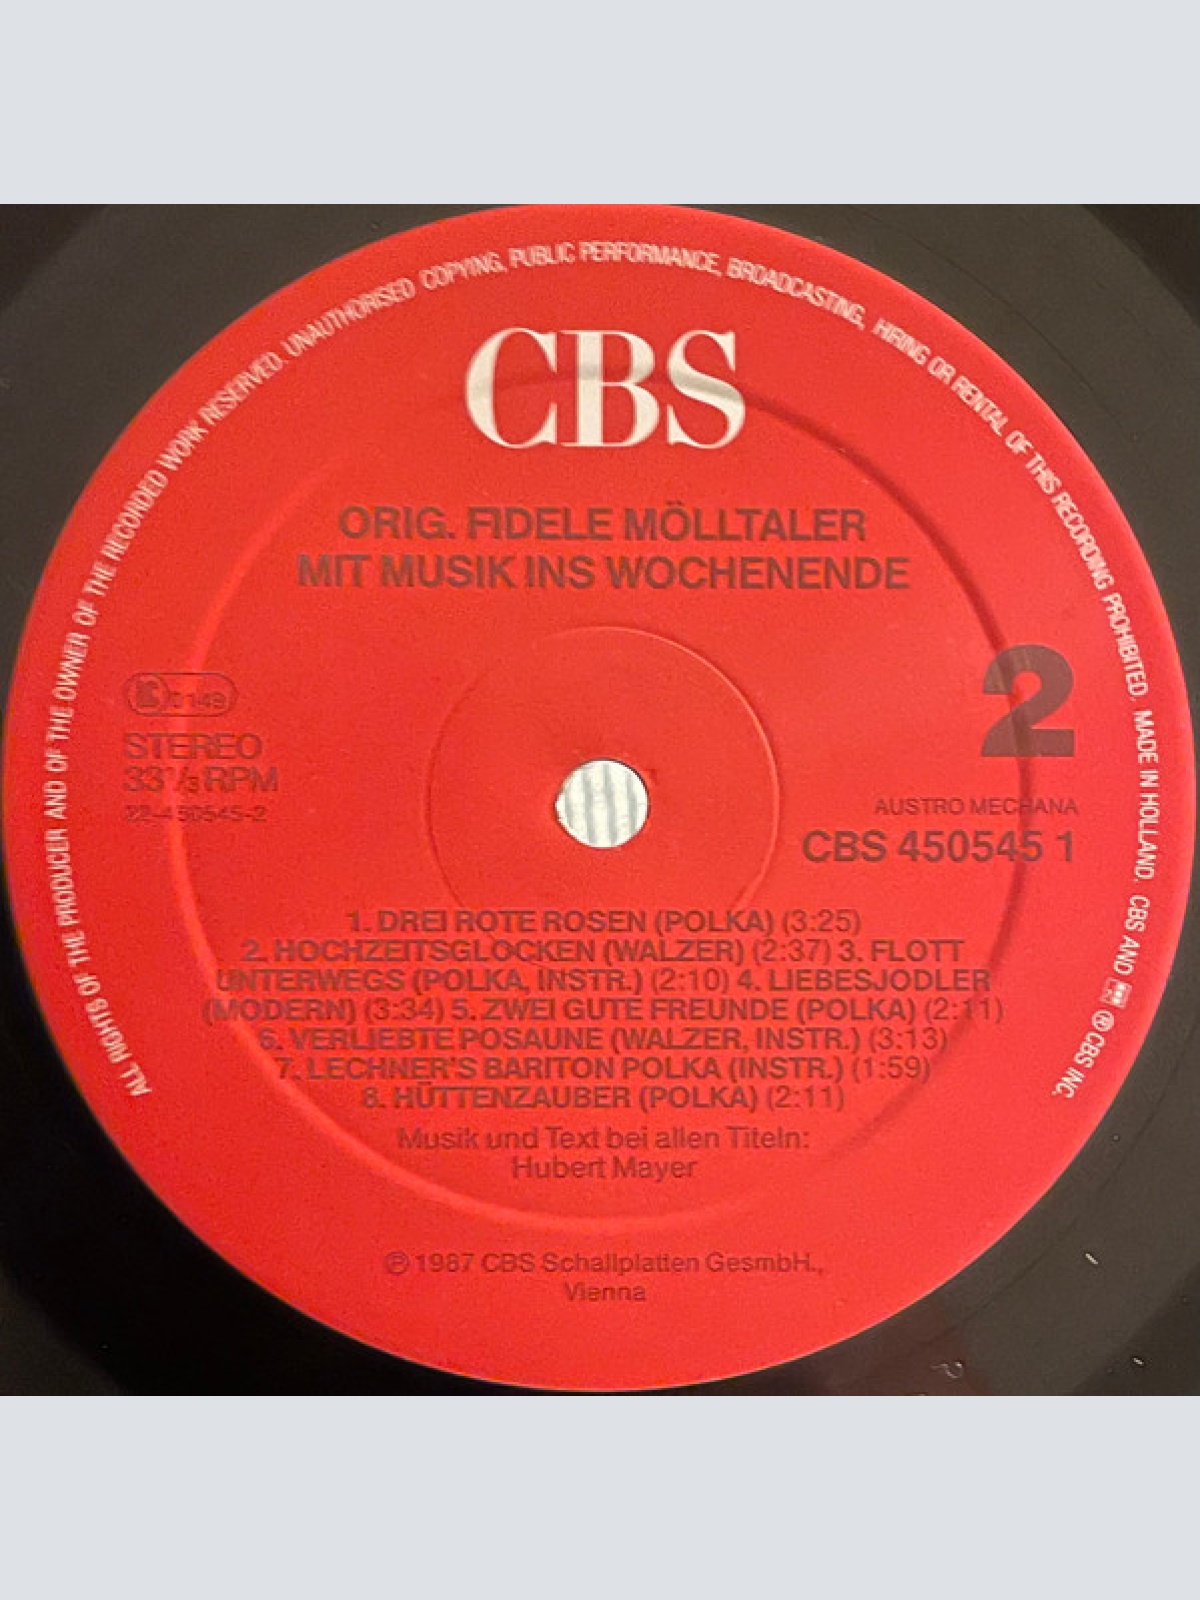 ALL RIGHTS OF THE PRODUCER AND OF THE OWNER OF THE RECORDED WORK RESERVED. UNAUTHORISED COPYING, PUBLIC PERFORMANCE, BROADCASTING, HIRING OR RENTAL OF THIS RECORDING PROHIBITED. MADE IN HOLLAND. CBS AND ® CBS INC.
CBS
ORIG. FIDELE MÖLLTALER
MIT MUSIK INS WOCHENENDE
2
LC 0149
STEREO
33 1/3 RPM
22-450545-2
AUSTRO MECHANA
CBS 450545 1
1. DREI ROTE ROSEN (POLKA) (3:25)
2. HOCHZEITSGLOCKEN (WALZER) (2:37) 3. FLOTT
UNTERWEGS (POLKA, INSTR.) (2:10) 4. LIEBESJODLER
(MODERN) (3:34) 5. ZWEI GUTE FREUNDE (POLKA) (2:11)
6. VERLIEBTE POSAUNE (WALZER, INSTR.) (3:13)
7. LECHNER'S BARITON POLKA (INSTR.) (1:59)
8. HÜTTENZAUBER (POLKA) (2:11)
Musik und Text bei allen Titeln:
Hubert Mayer
℗ 1987 CBS Schallplatten GesmbH.,
Vienna